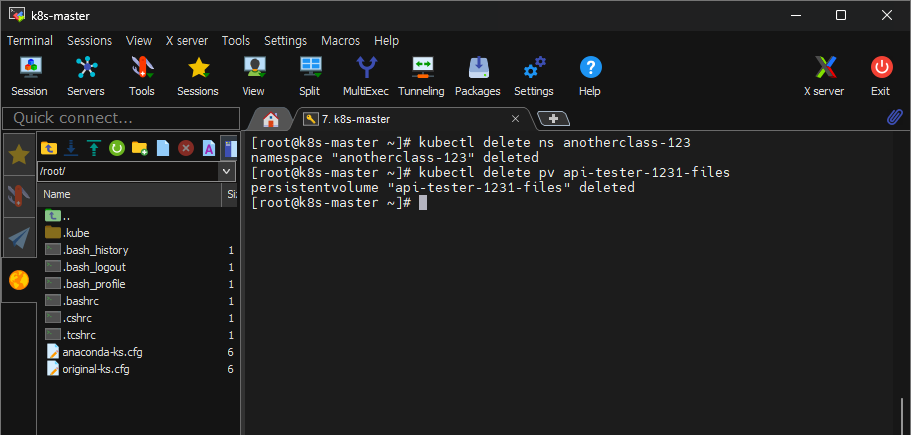 k8s-master
Terminal Sessions View X server Tools Settings Macros Help
Session Servers Tools Sessions View Split MultiExec Tunneling Packages Settings Help X server Exit
Quick connect...
7. k8s-master
/root/
Name Siz
..
.kube
.bash_history 1
.bash_logout 1
.bash_profile 1
.bashrc 1
.cshrc 1
.tcshrc 1
anaconda-ks.cfg 6
original-ks.cfg 6
[root@k8s-master ~]# kubectl delete ns anotherclass-123
namespace "anotherclass-123" deleted
[root@k8s-master ~]# kubectl delete pv api-tester-1231-files
persistentvolume "api-tester-1231-files" deleted
[root@k8s-master ~]#